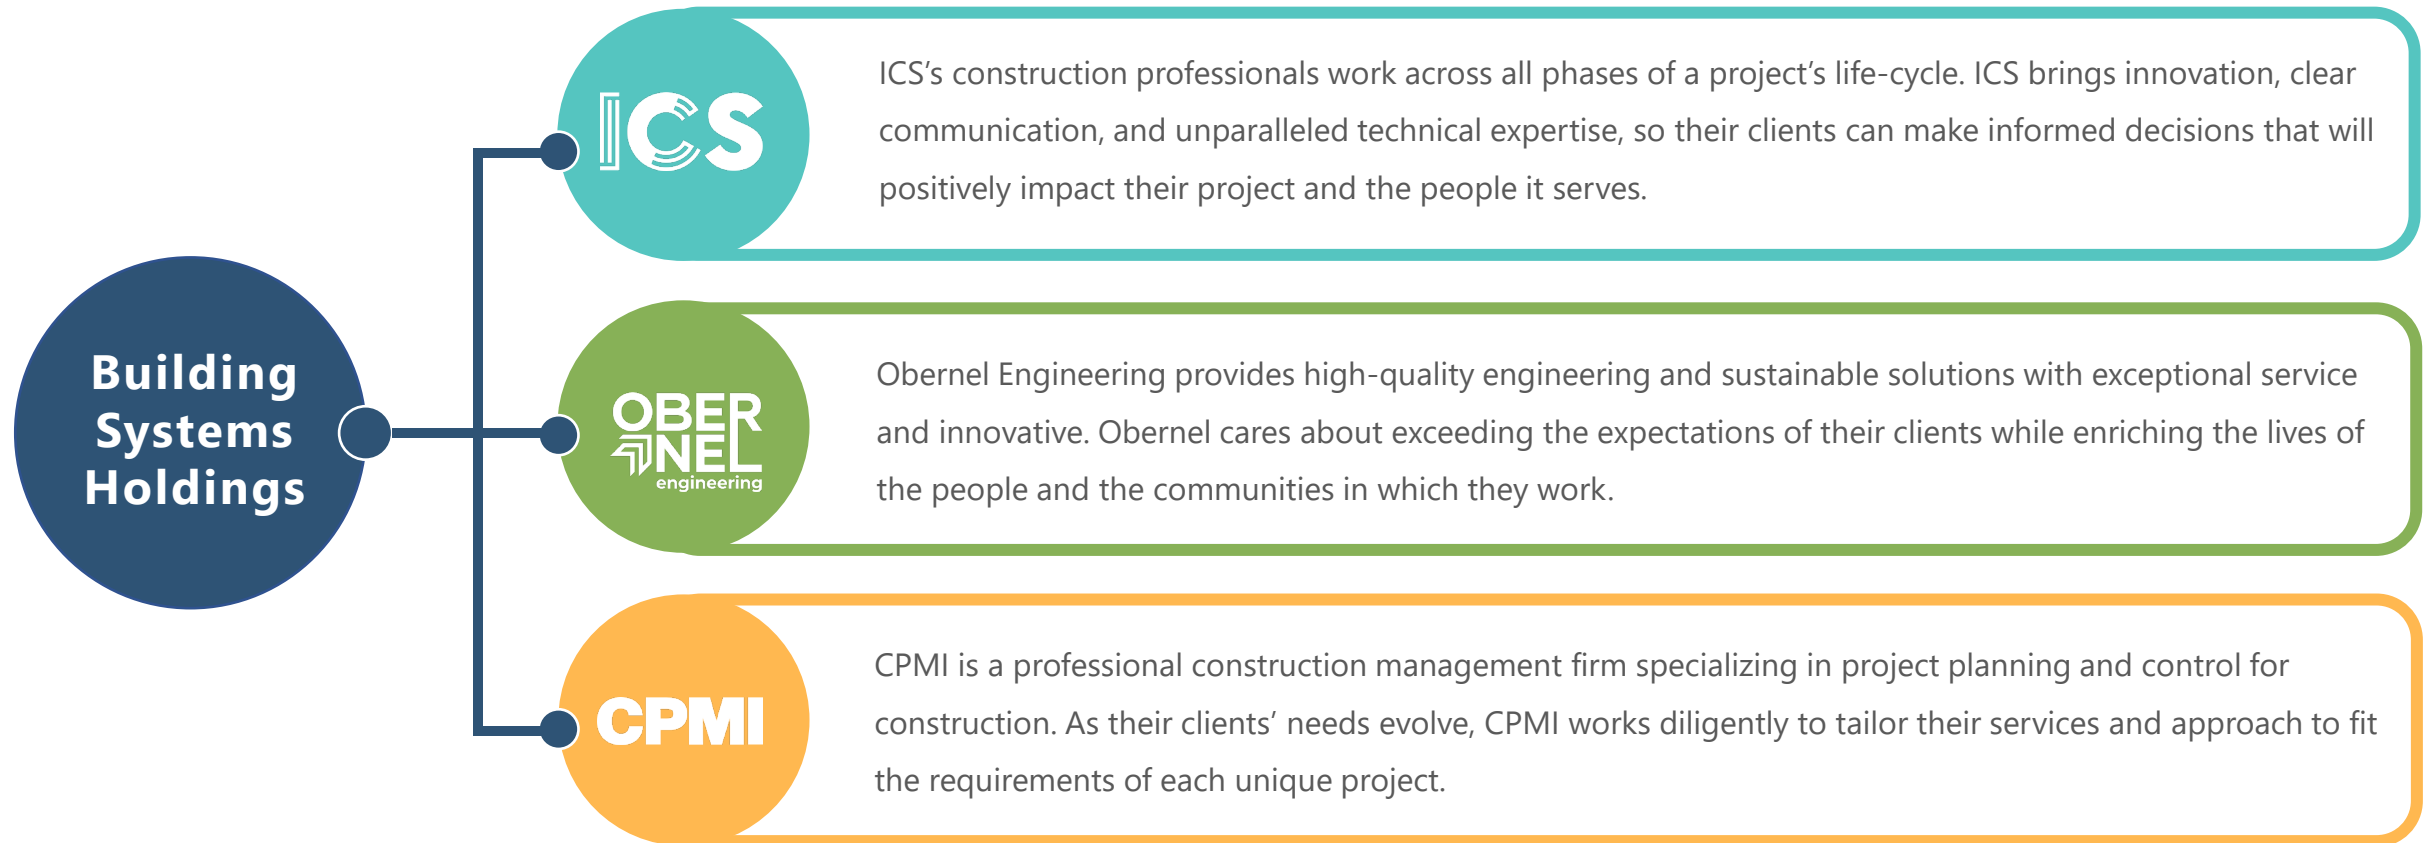 Building
Systems
Holdings
ICS
ICS’s construction professionals work across all phases of a project’s life-cycle. ICS brings innovation, clear
communication, and unparalleled technical expertise, so their clients can make informed decisions that will
positively impact their project and the people it serves.
OBER
NEL
engineering
Obernel Engineering provides high-quality engineering and sustainable solutions with exceptional service
and innovative. Obernel cares about exceeding the expectations of their clients while enriching the lives of
the people and the communities in which they work.
CPMI
CPMI is a professional construction management firm specializing in project planning and control for
construction. As their clients’ needs evolve, CPMI works diligently to tailor their services and approach to fit
the requirements of each unique project.